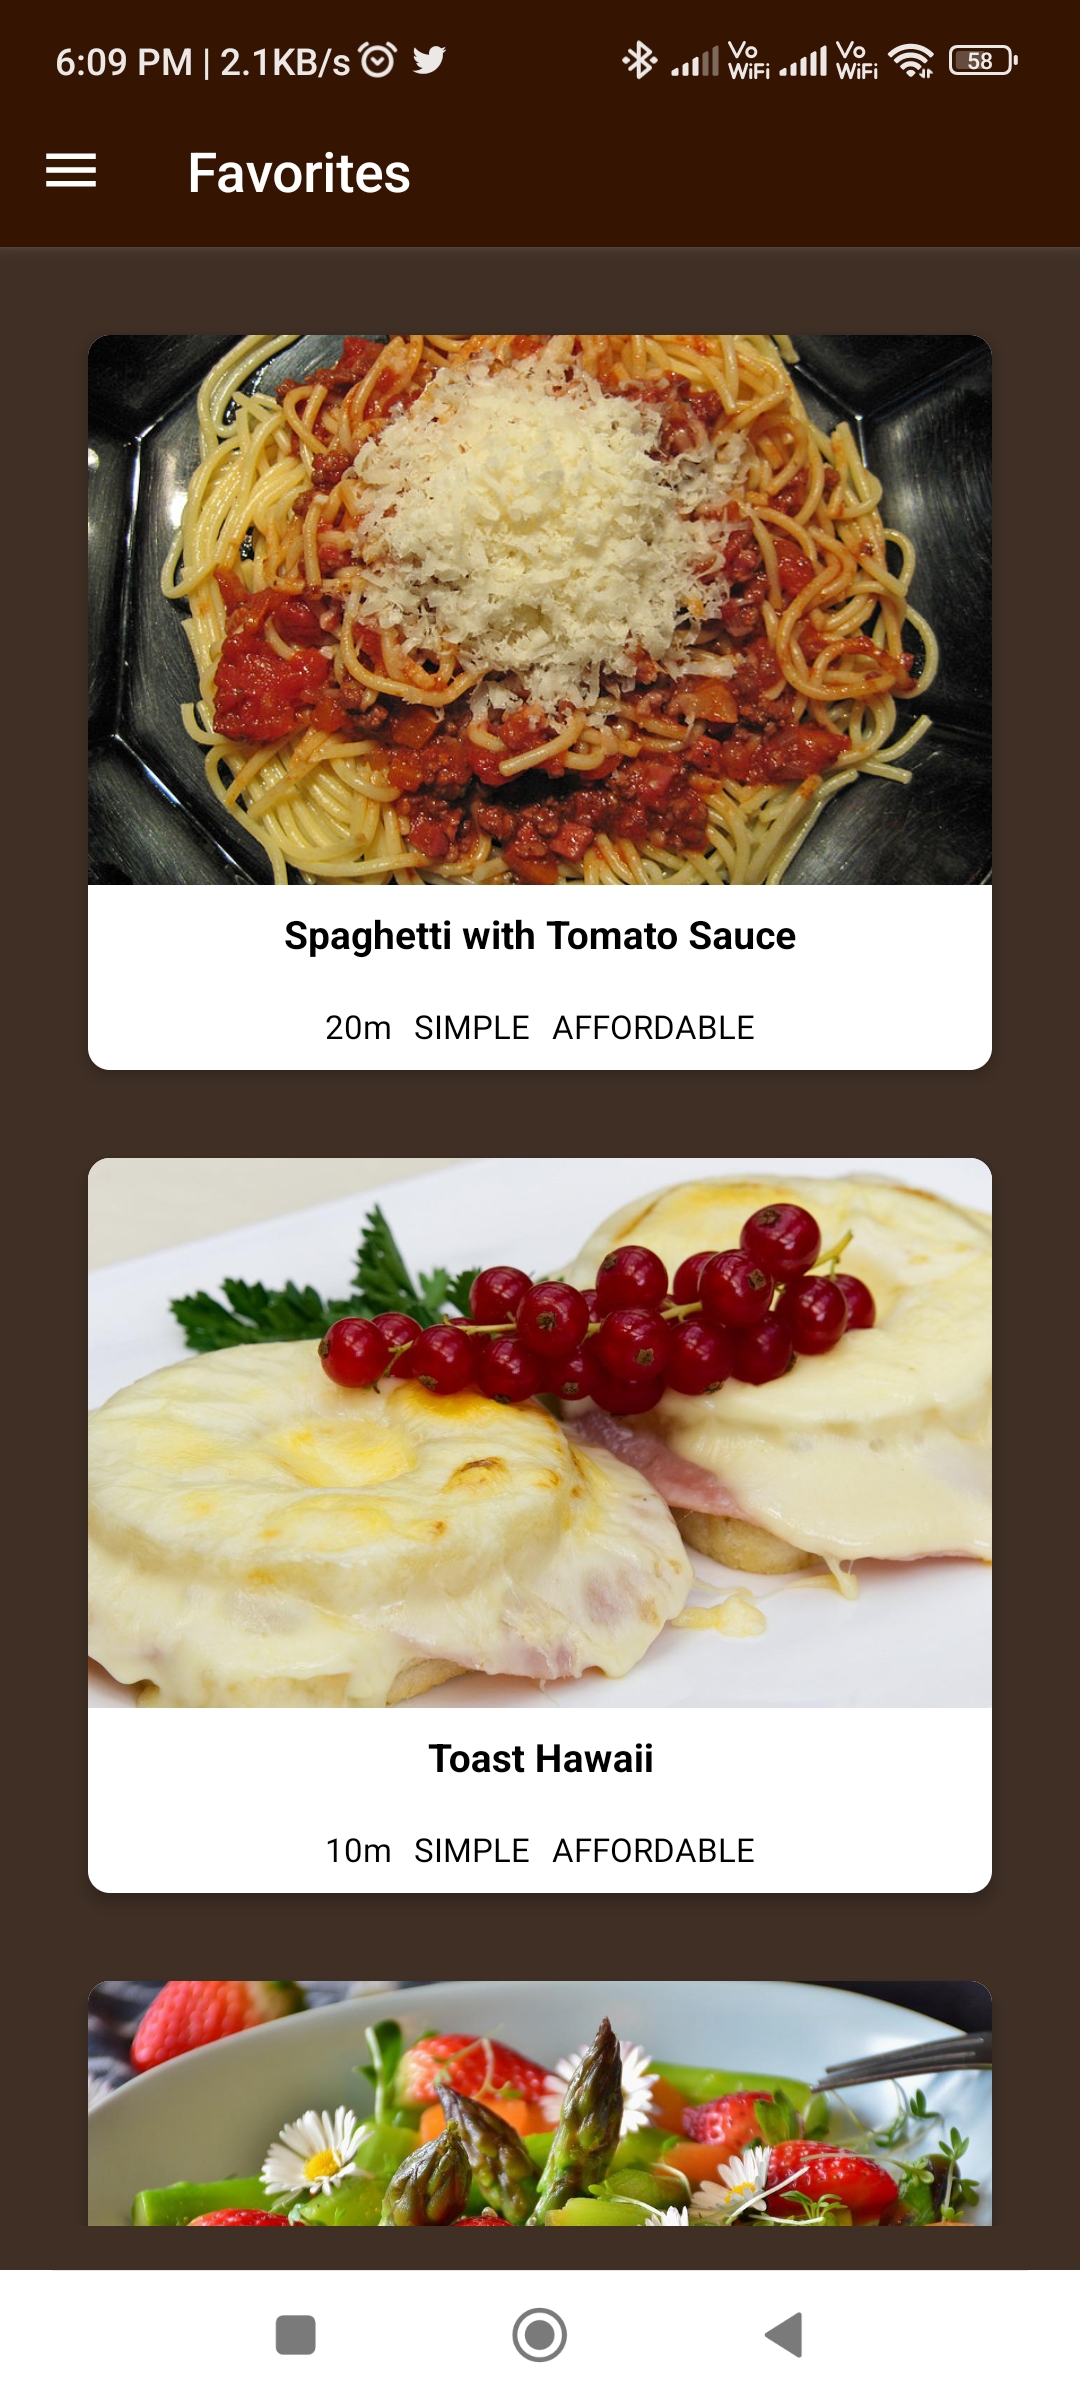 6:09 PM | 2.1KB/s Vo WiFi Vo WiFi 58
Favorites
Spaghetti with Tomato Sauce
20m SIMPLE AFFORDABLE
Toast Hawaii
10m SIMPLE AFFORDABLE